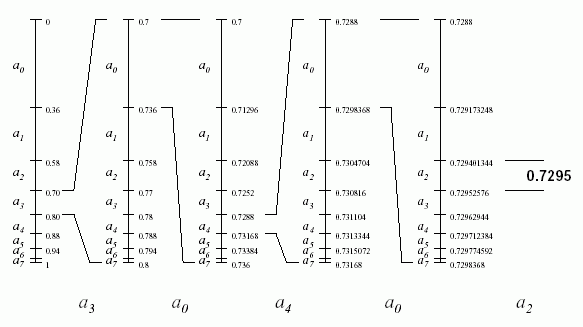 0 0.7 0.7 0.7288 0.7288
a0 a0 a0 a0 a0
0.36 0.736 0.71296 0.7298368 0.729173248
a1 a1 a1 a1 a1
0.58 0.758 0.72088 0.7304704 0.729401344
a2 a2 a2 a2 a2 0.7295
0.70 0.77 0.7252 0.730816 0.72952576
a3 a3 a3 a3 a3
0.80 0.78 0.7288 0.731104 0.72962944
a4 a4 a4 a4 a4
0.88 0.788 0.73168 0.7313344 0.729712384
a5 a5 a5 a5 a5
0.94 0.794 0.73384 0.7315072 0.729774592
a6 a6 a6 a6 a6
a7 a7 a7 a7 a7
1 0.8 0.736 0.73168 0.7298368
a3 a0 a4 a0 a2